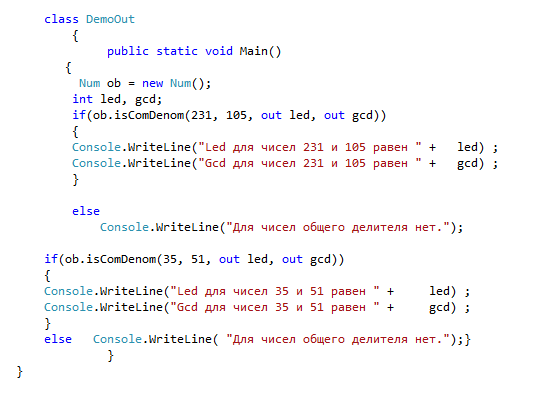 class DemoOut
{
public static void Main()
{
Num ob = new Num();
int led, gcd;
if(ob.isComDenom(231, 105, out led, out gcd))
{
Console.WriteLine("Led для чисел 231 и 105 равен " + led) ;
Console.WriteLine("Gcd для чисел 231 и 105 равен " + gcd) ;
}
else
Console.WriteLine("Для чисел общего делителя нет.");
if(ob.isComDenom(35, 51, out led, out gcd))
{
Console.WriteLine("Led для чисел 35 и 51 равен " + led) ;
Console.WriteLine("Gcd для чисел 35 и 51 равен " + gcd) ;
}
else Console.WriteLine( "Для чисел общего делителя нет.");}
}
}